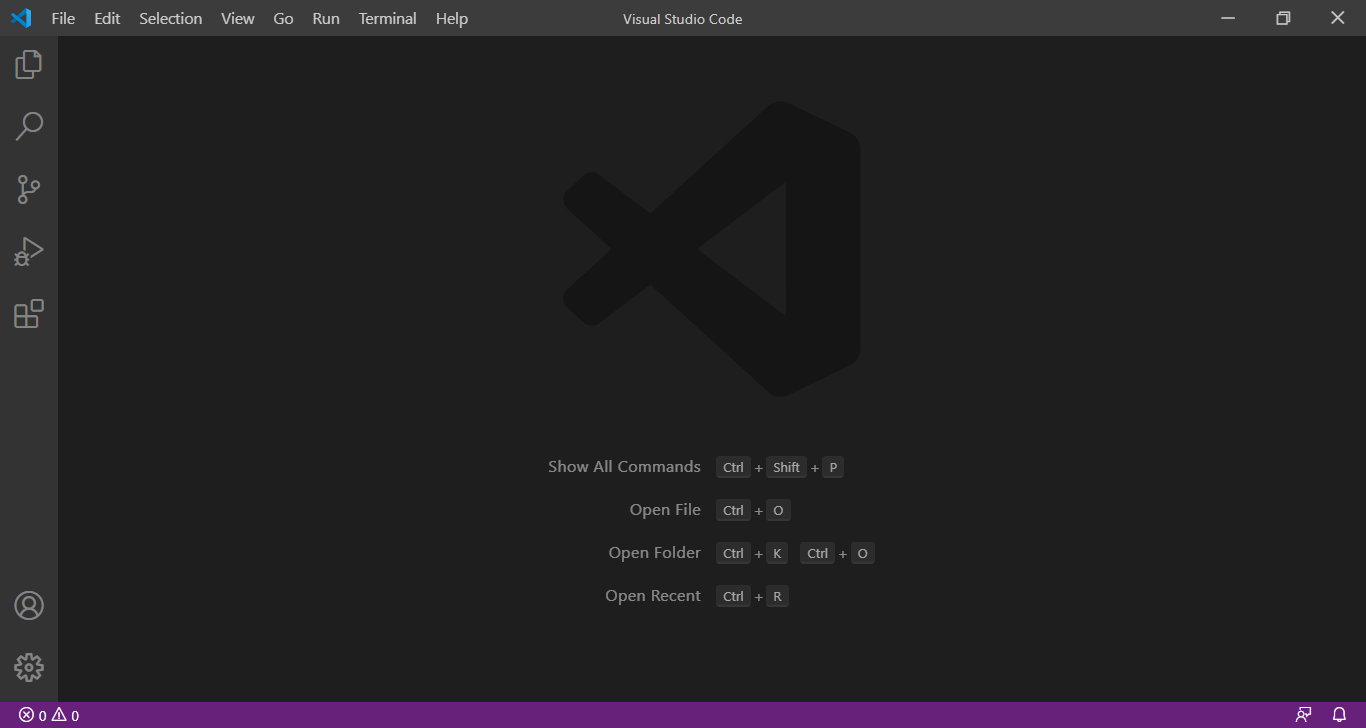 File Edit Selection View Go Run Terminal Help Visual Studio Code
Show All Commands Ctrl + Shift + P
Open File Ctrl + O
Open Folder Ctrl + K Ctrl + O
Open Recent Ctrl + R
0 0